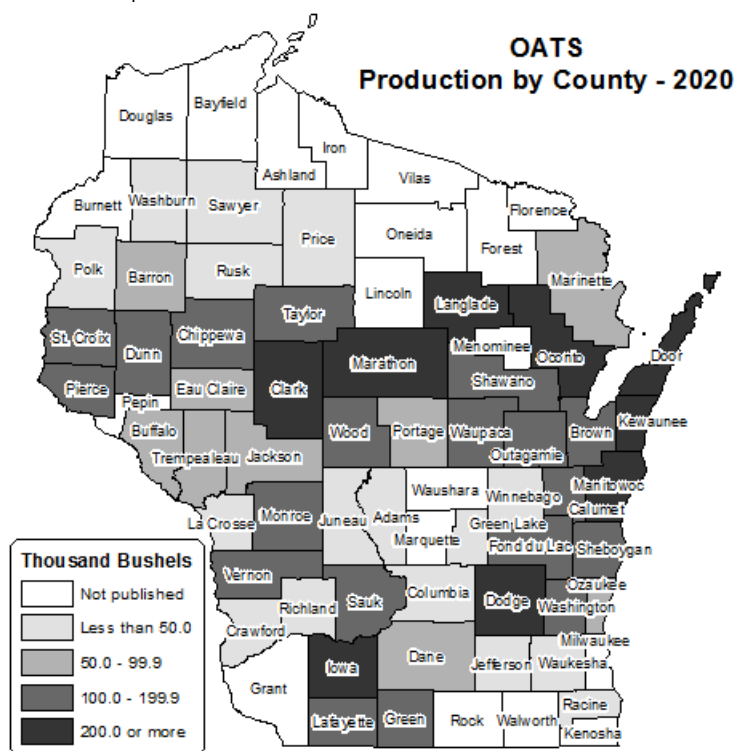 OATS
Production by County - 2020
Douglas
Bayfield
Iron
Ashland
Vilas
Florence
Burnett
Washburn
Sawyer
Price
Oneida
Forest
Marinette
Polk
Barron
Rusk
Lincoln
Langlade
Taylor
Chippewa
St. Croix
Dunn
Menominee
Oconto
Door
Marathon
Shawano
Pierce
Eau Claire
Clark
Pepin
Kewaunee
Buffalo
Wood
Portage
Waupaca
Brown
Trempealeau
Outagamie
Jackson
Manitowoc
Waushara
Winnebago
Calumet
La Crosse
Monroe
Juneau
Adams
Green Lake
Marquette
Fond du Lac
Sheboygan
Vernon
Ozaukee
Columbia
Dodge
Washington
Richland
Sauk
Crawford
Milwaukee
Iowa
Dane
Jefferson
Waukesha
Grant
Racine
Lafayette
Green
Rock
Walworth
Kenosha
Thousand Bushels
Not published
Less than 50.0
50.0 - 99.9
100.0 - 199.9
200.0 or more